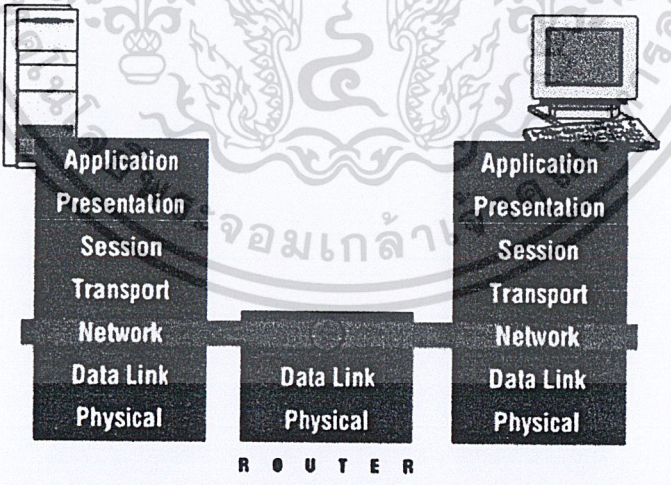 Application
Presentation
Session
Transport
Network
Data Link
Physical
Data Link
Physical
ROUTER
Application
Presentation
Session
Transport
Network
Data Link
Physical
จอมเกล้า